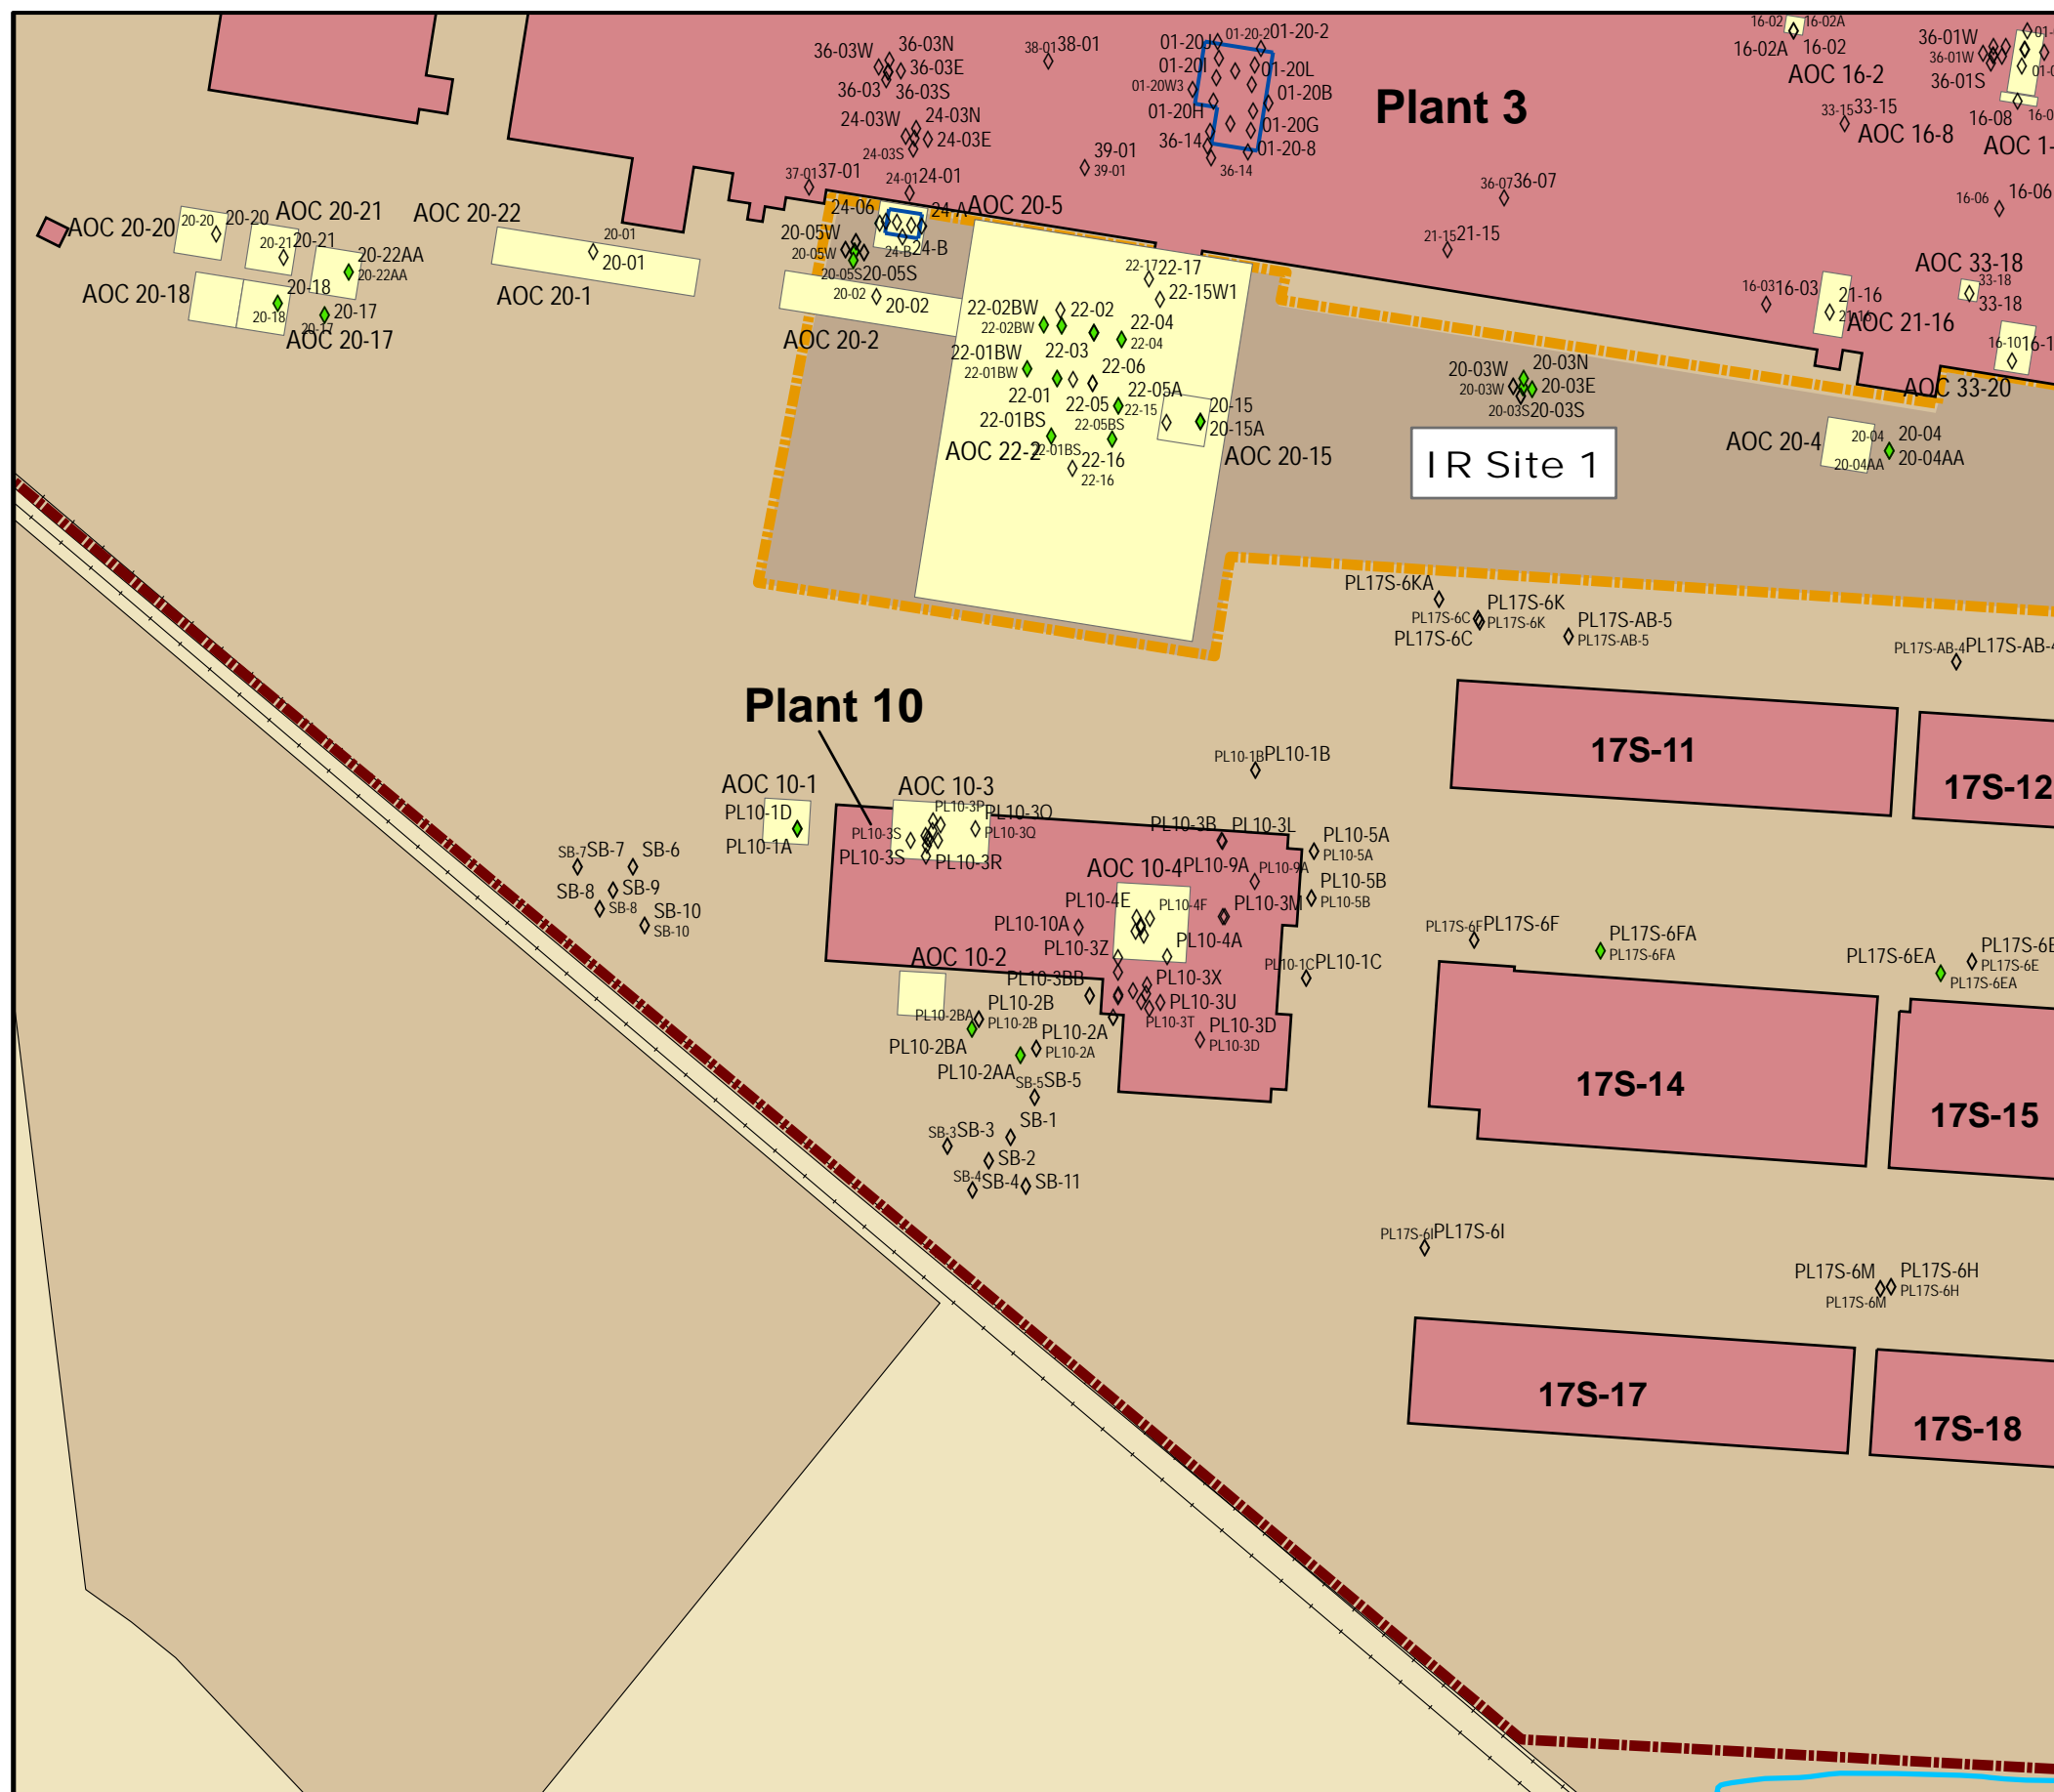 36-03W
36-03N
36-03E
36-03
36-03S
38-01
38-01
01-20J
01-20-2
01-20-2
01-20I
01-20L
01-20W3
01-20B
01-20H
01-20G
36-14
01-20-8
36-14
Plant 3
16-02
16-02A
16-02A
16-02
AOC 16-2
36-01W
36-01W
36-01S
33-15
33-15
AOC 16-8
16-08
24-03W
24-03N
24-03E
24-03S
39-01
39-01
37-01
37-01
24-01
24-01
36-07
36-07
16-06
16-06
AOC 20-20
20-20
20-20
AOC 20-21
20-21
20-21
AOC 20-22
20-22AA
20-22AA
20-01
20-01
AOC 20-1
24-06
24-A
AOC 20-5
20-05W
20-05W
24-B
24-B
20-05S
20-05S
21-15
21-15
AOC 20-18
20-18
20-18
20-17
20-17
AOC 20-17
20-02
20-02
AOC 20-2
22-17
22-17
22-15W1
22-02BW
22-02BW
22-02
22-04
22-04
22-03
22-01BW
22-01BW
22-06
22-01
22-05
22-05A
22-15
22-01BS
22-05BS
22-01BS
AOC 22-2
22-16
22-16
20-15
20-15A
AOC 20-15
16-03
16-03
21-16
21-16
AOC 21-16
AOC 33-18
33-18
33-18
16-10
20-03W
20-03W
20-03N
20-03E
20-03S
20-03S
AOC 33-20
IR Site 1
AOC 20-4
20-04
20-04
20-04AA
20-04AA
PL17S-6KA
PL17S-6K
PL17S-6C
PL17S-6K
PL17S-6C
PL17S-AB-5
PL17S-AB-5
PL17S-AB-4
PL17S-AB-4
Plant 10
17S-11
17S-12
PL10-1B
PL10-1B
AOC 10-1
PL10-1D
PL10-1A
AOC 10-3
PL10-3P
PL10-3Q
PL10-3Q
PL10-3S
PL10-3S
PL10-3R
PL10-3B
PL10-3L
PL10-5A
PL10-5A
AOC 10-4
PL10-9A
PL10-9A
PL10-5B
PL10-5B
SB-7
SB-7
SB-6
SB-8
SB-9
SB-8
SB-10
SB-10
PL10-4E
PL10-4F
PL10-3M
PL10-10A
PL10-3Z
PL10-4A
AOC 10-2
PL10-1C
PL10-1C
PL10-3BB
PL10-3X
PL10-3U
PL10-3T
PL10-3D
PL10-3D
PL10-2B
PL10-2BA
PL10-2B
PL10-2BA
PL10-2A
PL10-2A
PL10-2AA
SB-5
SB-5
SB-1
SB-3
SB-3
SB-2
SB-4
SB-4
SB-11
PL17S-6F
PL17S-6F
PL17S-6FA
PL17S-6FA
PL17S-6EA
PL17S-6EA
PL17S-6E
PL17S-6E
17S-14
17S-15
PL17S-6I
PL17S-6I
PL17S-6M
PL17S-6M
PL17S-6H
PL17S-6H
17S-17
17S-18